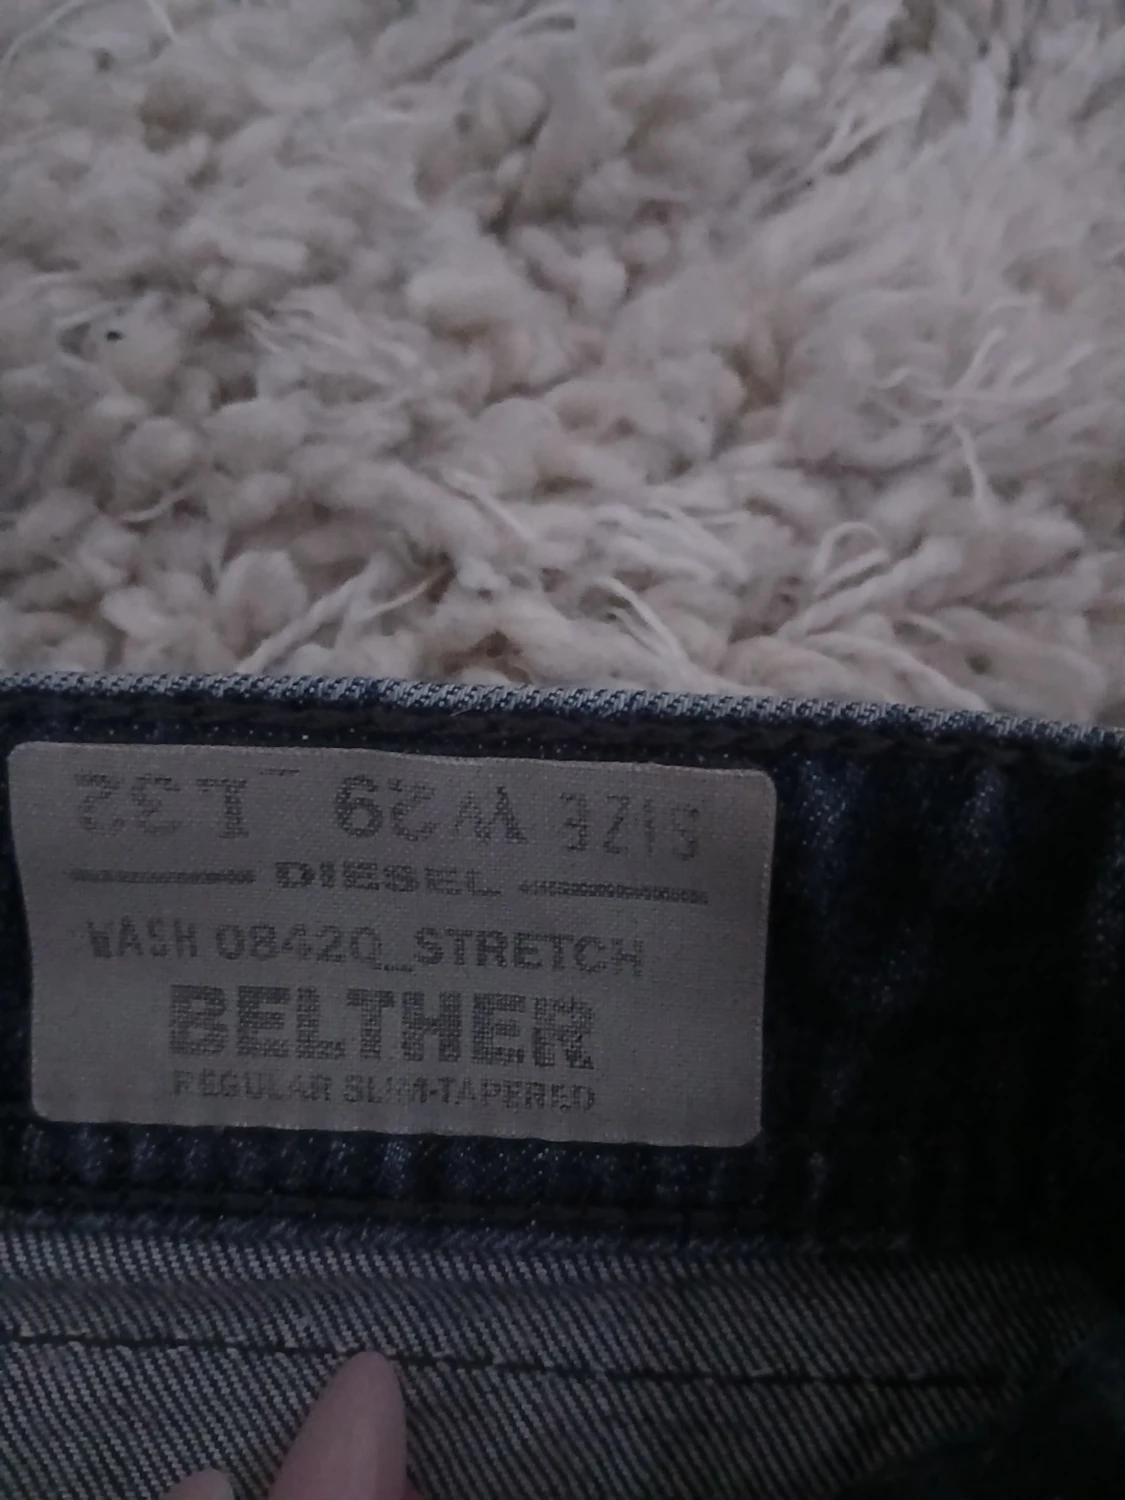 SIZE W29 L32
DIESEL
WASH 0842Q_STRETCH
BELTHER
REGULAR SLIM-TAPERED